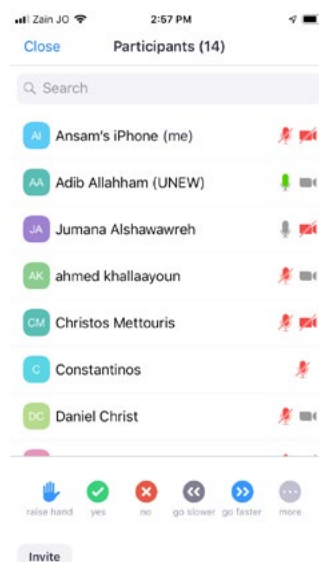 Zain JO 2:57 PM
Close Participants (14)
Search
AI Ansam's iPhone (me)
AA Adib Allahham (UNEW)
JA Jumana Alshawawreh
AK ahmed khallaayoun
CM Christos Mettouris
C Constantinos
DC Daniel Christ
raise hand yes no go slower go faster more
Invite